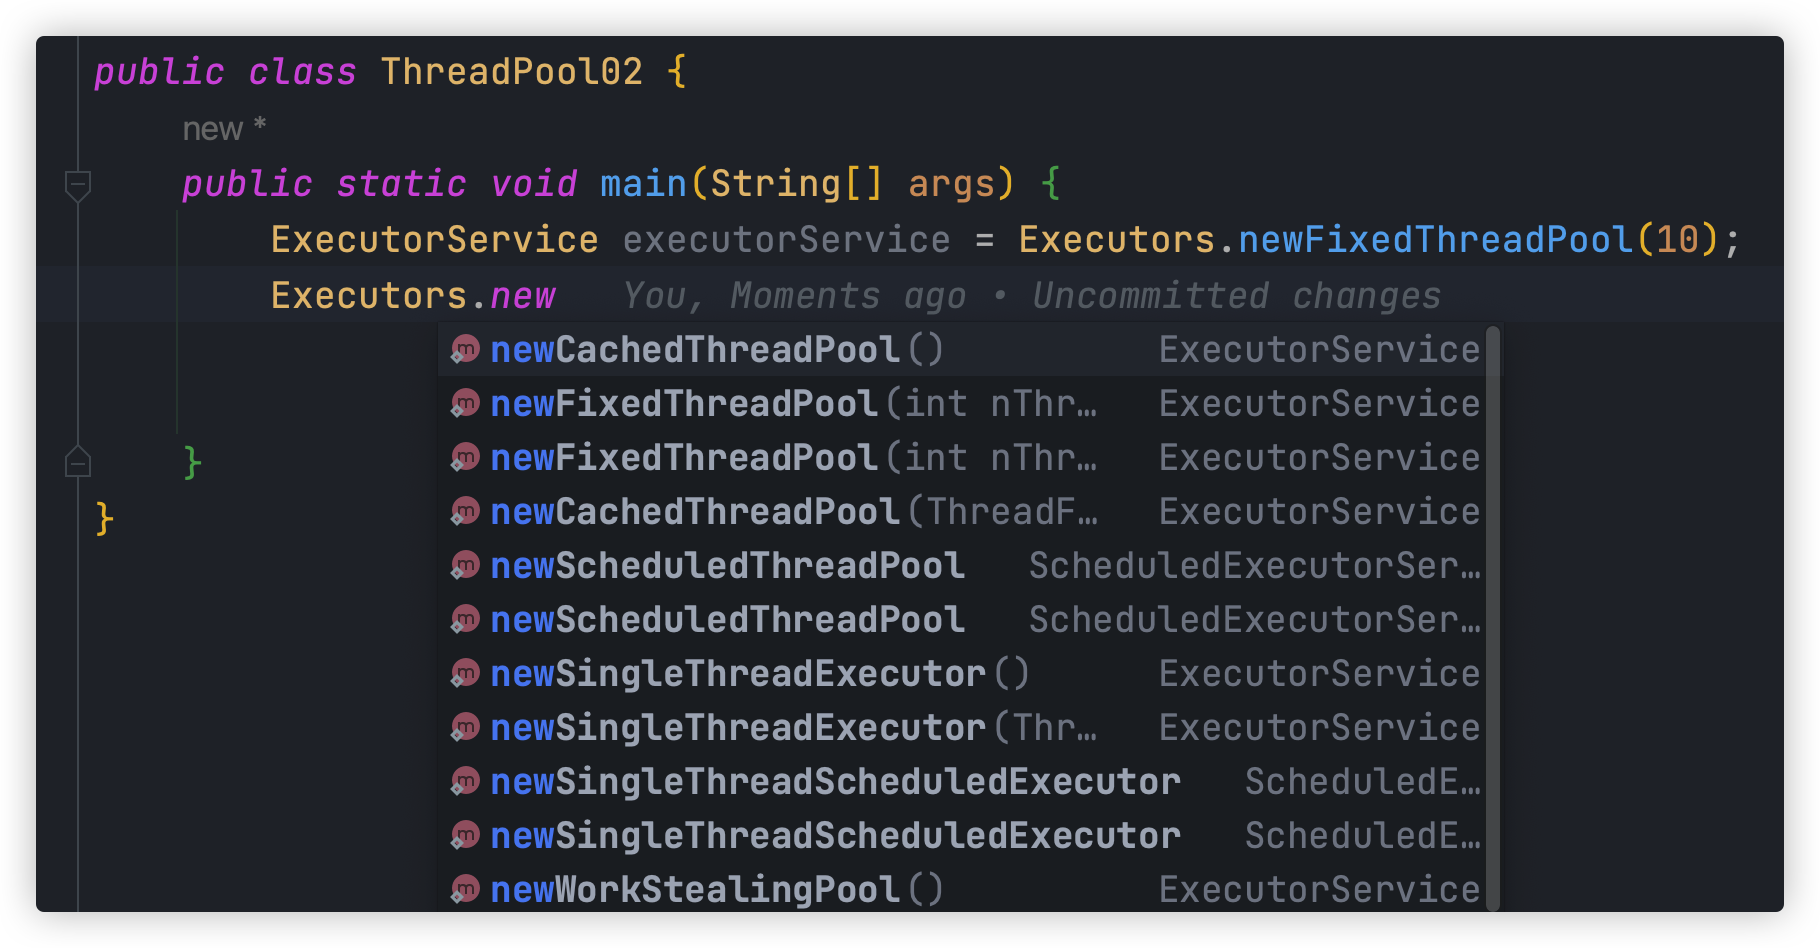 public class ThreadPool02 {
new *
public static void main(String[] args) {
ExecutorService executorService = Executors.newFixedThreadPool(10);
Executors.new You, Moments ago • Uncommitted changes
newCachedThreadPool() ExecutorService
newFixedThreadPool(int nThr… ExecutorService
newFixedThreadPool(int nThr… ExecutorService
newCachedThreadPool(ThreadF… ExecutorService
newScheduledThreadPool ScheduledExecutorSer…
newScheduledThreadPool ScheduledExecutorSer…
newSingleThreadExecutor() ExecutorService
newSingleThreadExecutor(Thr… ExecutorService
newSingleThreadScheduledExecutor ScheduledE…
newSingleThreadScheduledExecutor ScheduledE…
newWorkStealingPool() ExecutorService
}
}